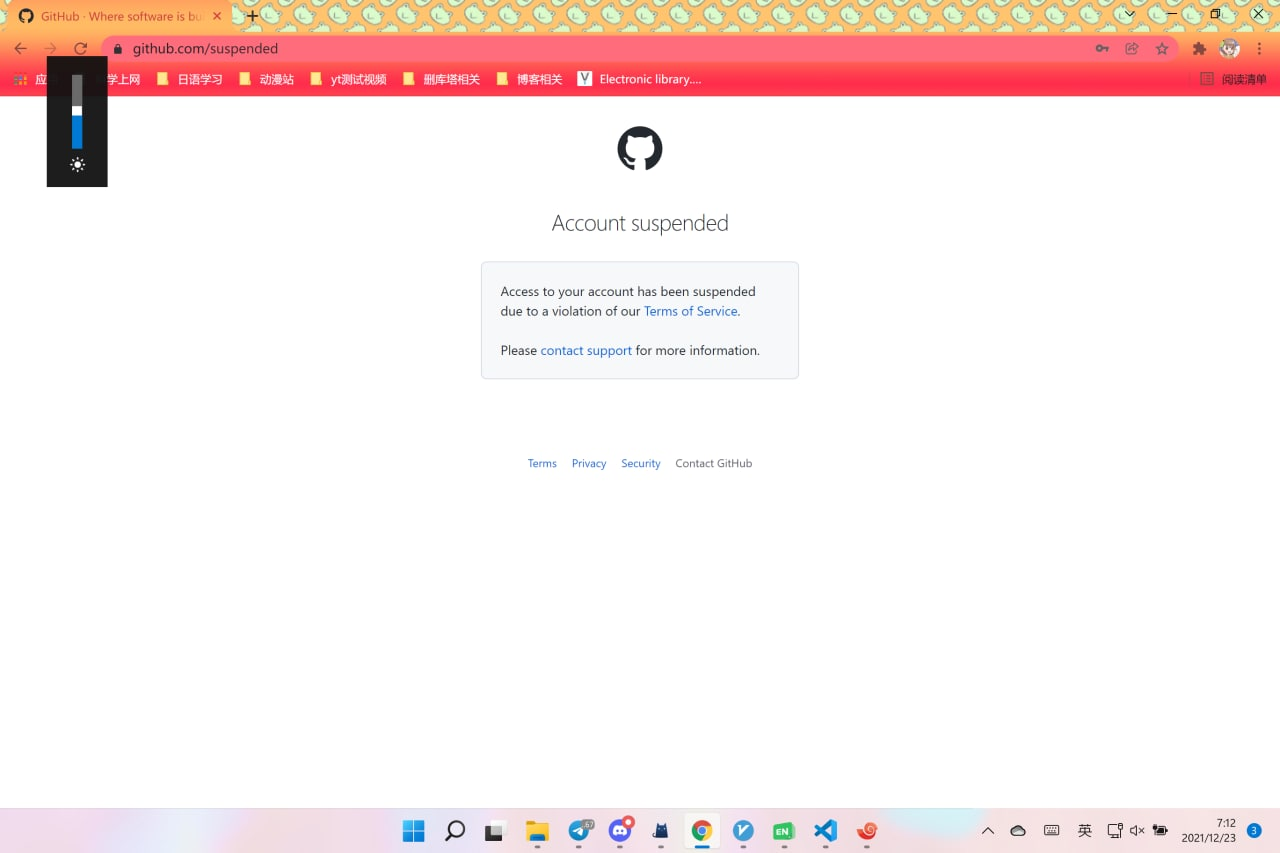 GitHub · Where software is bu
github.com/suspended
应
学上网
日语学习
动漫站
yt测试视频
删库塔相关
博客相关
Electronic library....
阅读清单
Account suspended
Access to your account has been suspended
due to a violation of our Terms of Service.
Please contact support for more information.
Terms
Privacy
Security
Contact GitHub
67
EN
英
7:12
2021/12/23
3